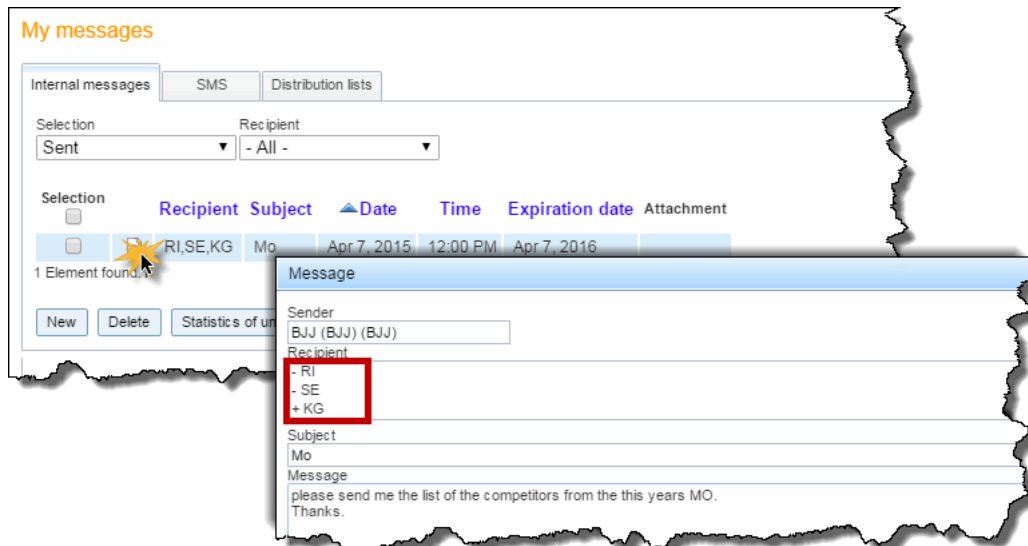 My messages
Internal messages SMS Distribution lists
Selection Recipient
Sent - All -
Selection
Recipient Subject Date Time Expiration date Attachment
RI,SE,KG Mo Apr 7, 2015 12:00 PM Apr 7, 2016
1 Element found.
New Delete Statistics of
Message
Sender
BJJ (BJJ) (BJJ)
Recipient
- RI
- SE
+ KG
Subject
Mo
Message
please send me the list of the competitors from the this years MO.
Thanks.